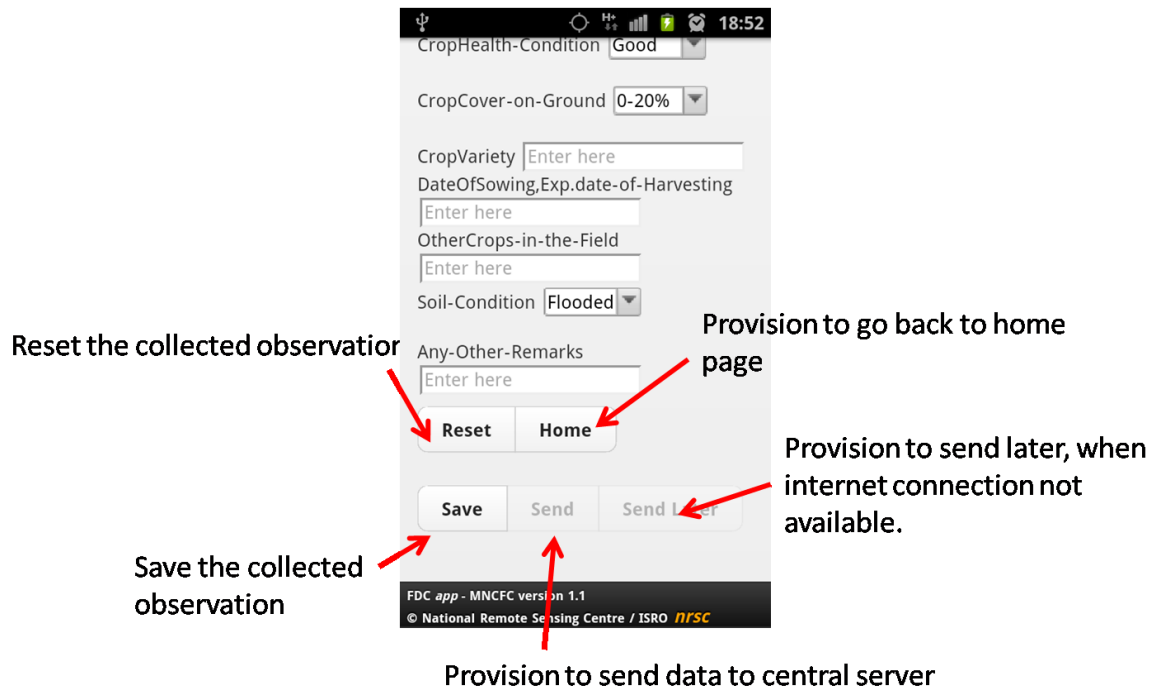 H+ 18:52
CropHealth-Condition Good
CropCover-on-Ground 0-20%
CropVariety Enter here
DateOfSowing,Exp.date-of-Harvesting
Enter here
OtherCrops-in-the-Field
Enter here
Soil-Condition Flooded
Provision to go back to home
page
Reset the collected observation
Any-Other-Remarks
Enter here
Reset Home
Provision to send later, when
internet connection not
available.
Save Send Send Later
Save the collected
observation
FDC app - MNCFC version 1.1
© National Remote Sensing Centre / ISRO nrsc
Provision to send data to central server